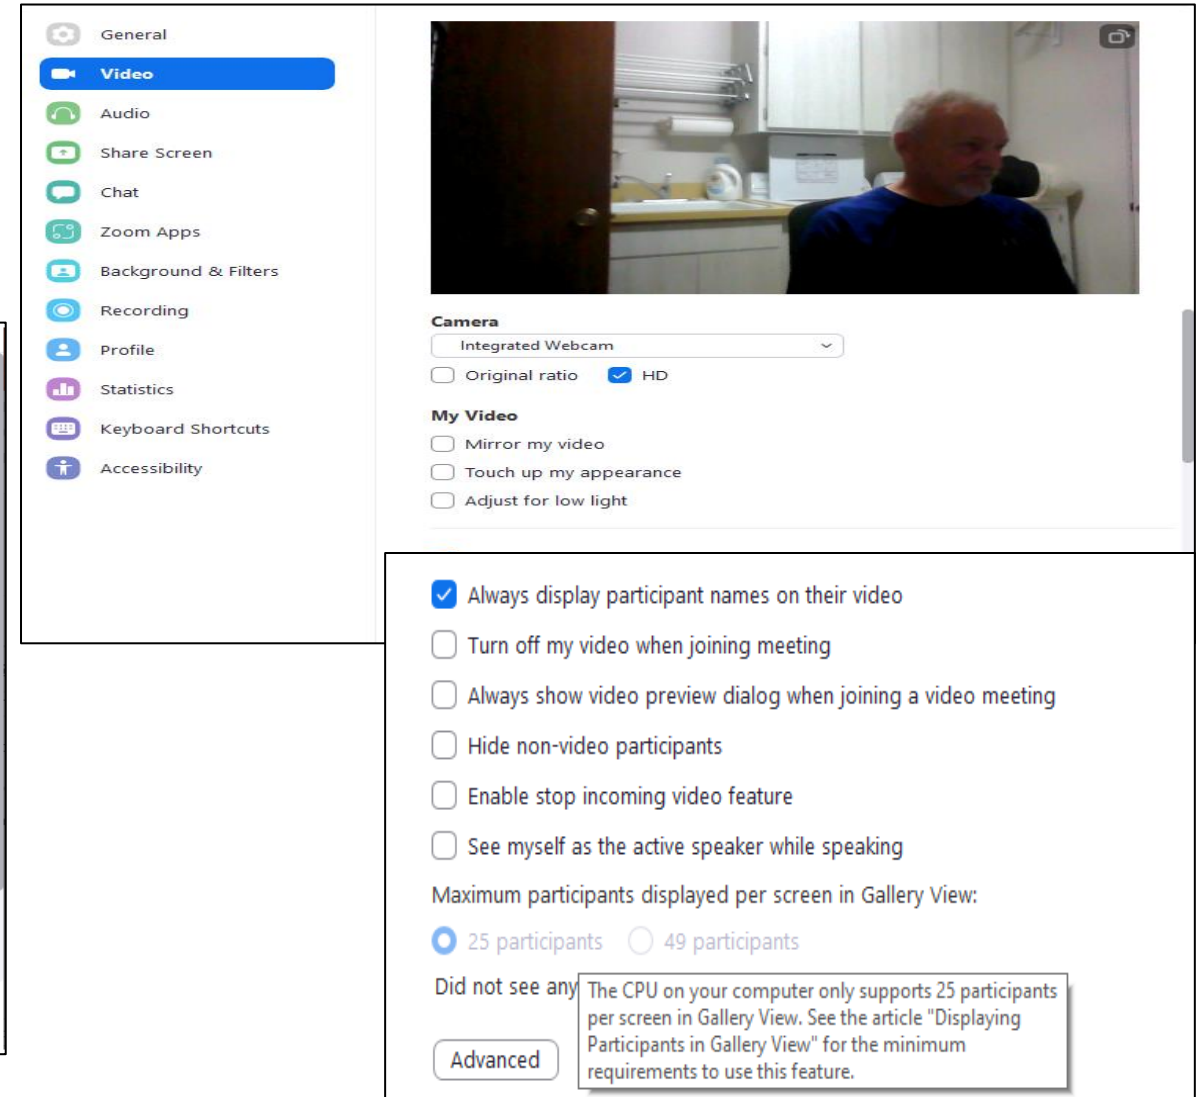 General
Video
Audio
Share Screen
Chat
Zoom Apps
Background & Filters
Recording
Profile
Statistics
Keyboard Shortcuts
Accessibility
Camera
Integrated Webcam
Original ratio HD
My Video
Mirror my video
Touch up my appearance
Adjust for low light
Always display participant names on their video
Turn off my video when joining meeting
Always show video preview dialog when joining a video meeting
Hide non-video participants
Enable stop incoming video feature
See myself as the active speaker while speaking
Maximum participants displayed per screen in Gallery View:
25 participants 49 participants
Did not see any
The CPU on your computer only supports 25 participants
per screen in Gallery View. See the article "Displaying
Participants in Gallery View" for the minimum
requirements to use this feature.
Advanced